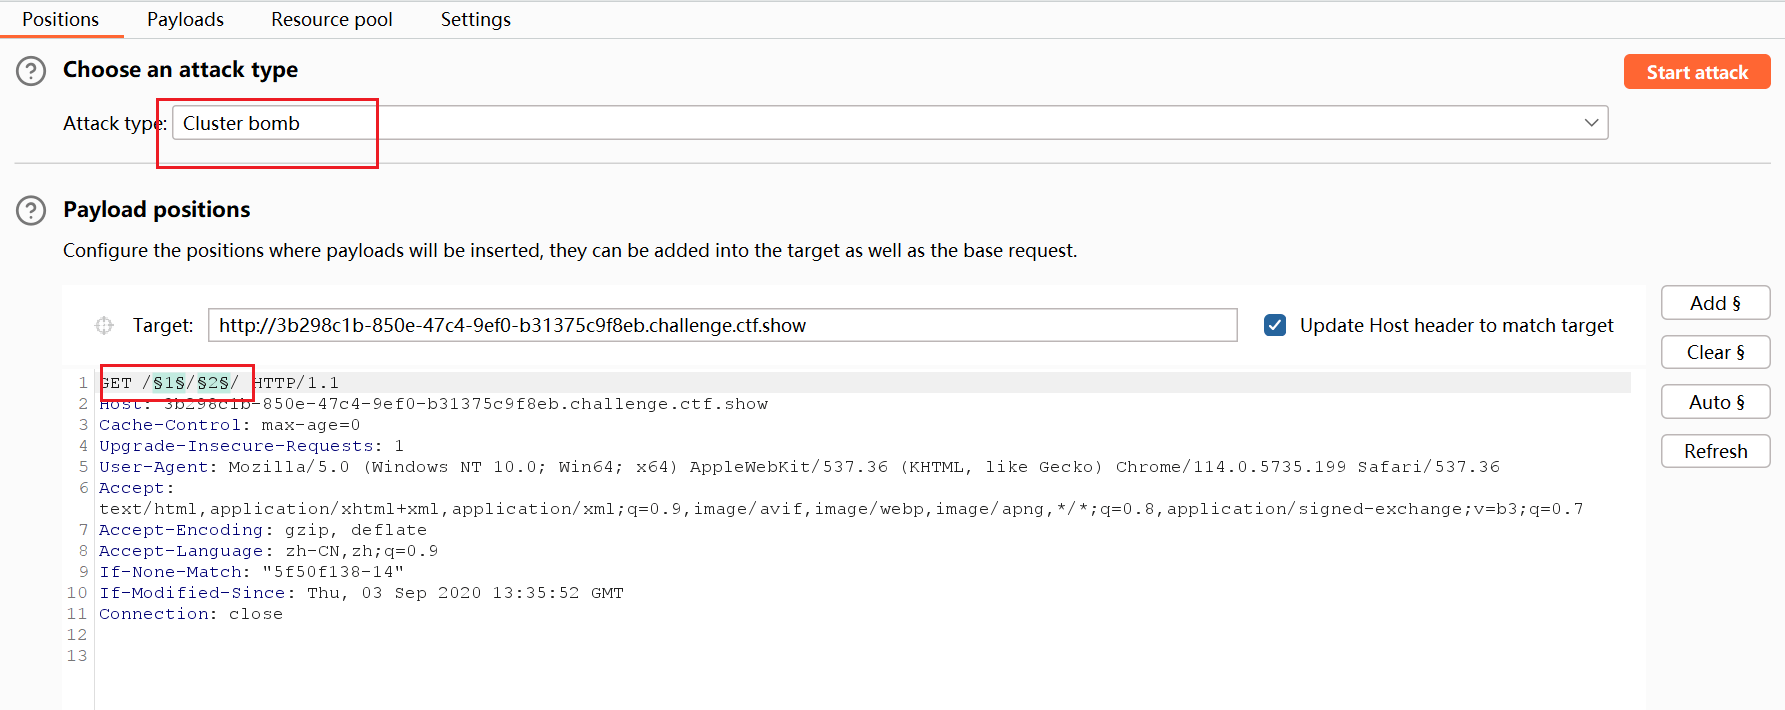 Positions Payloads Resource pool Settings
Choose an attack type
Start attack
Attack type: Cluster bomb
Payload positions
Configure the positions where payloads will be inserted, they can be added into the target as well as the base request.
Target: http://3b298c1b-850e-47c4-9ef0-b31375c9f8eb.challenge.ctf.show
Update Host header to match target
Add §
Clear §
Auto §
Refresh
1 GET /§1§/§2§/ HTTP/1.1
2 Host: 3b298c1b-850e-47c4-9ef0-b31375c9f8eb.challenge.ctf.show
3 Cache-Control: max-age=0
4 Upgrade-Insecure-Requests: 1
5 User-Agent: Mozilla/5.0 (Windows NT 10.0; Win64; x64) AppleWebKit/537.36 (KHTML, like Gecko) Chrome/114.0.5735.199 Safari/537.36
6 Accept:
text/html,application/xhtml+xml,application/xml;q=0.9,image/avif,image/webp,image/apng,*/*;q=0.8,application/signed-exchange;v=b3;q=0.7
7 Accept-Encoding: gzip, deflate
8 Accept-Language: zh-CN,zh;q=0.9
9 If-None-Match: "5f50f138-14"
10 If-Modified-Since: Thu, 03 Sep 2020 13:35:52 GMT
11 Connection: close
12
13